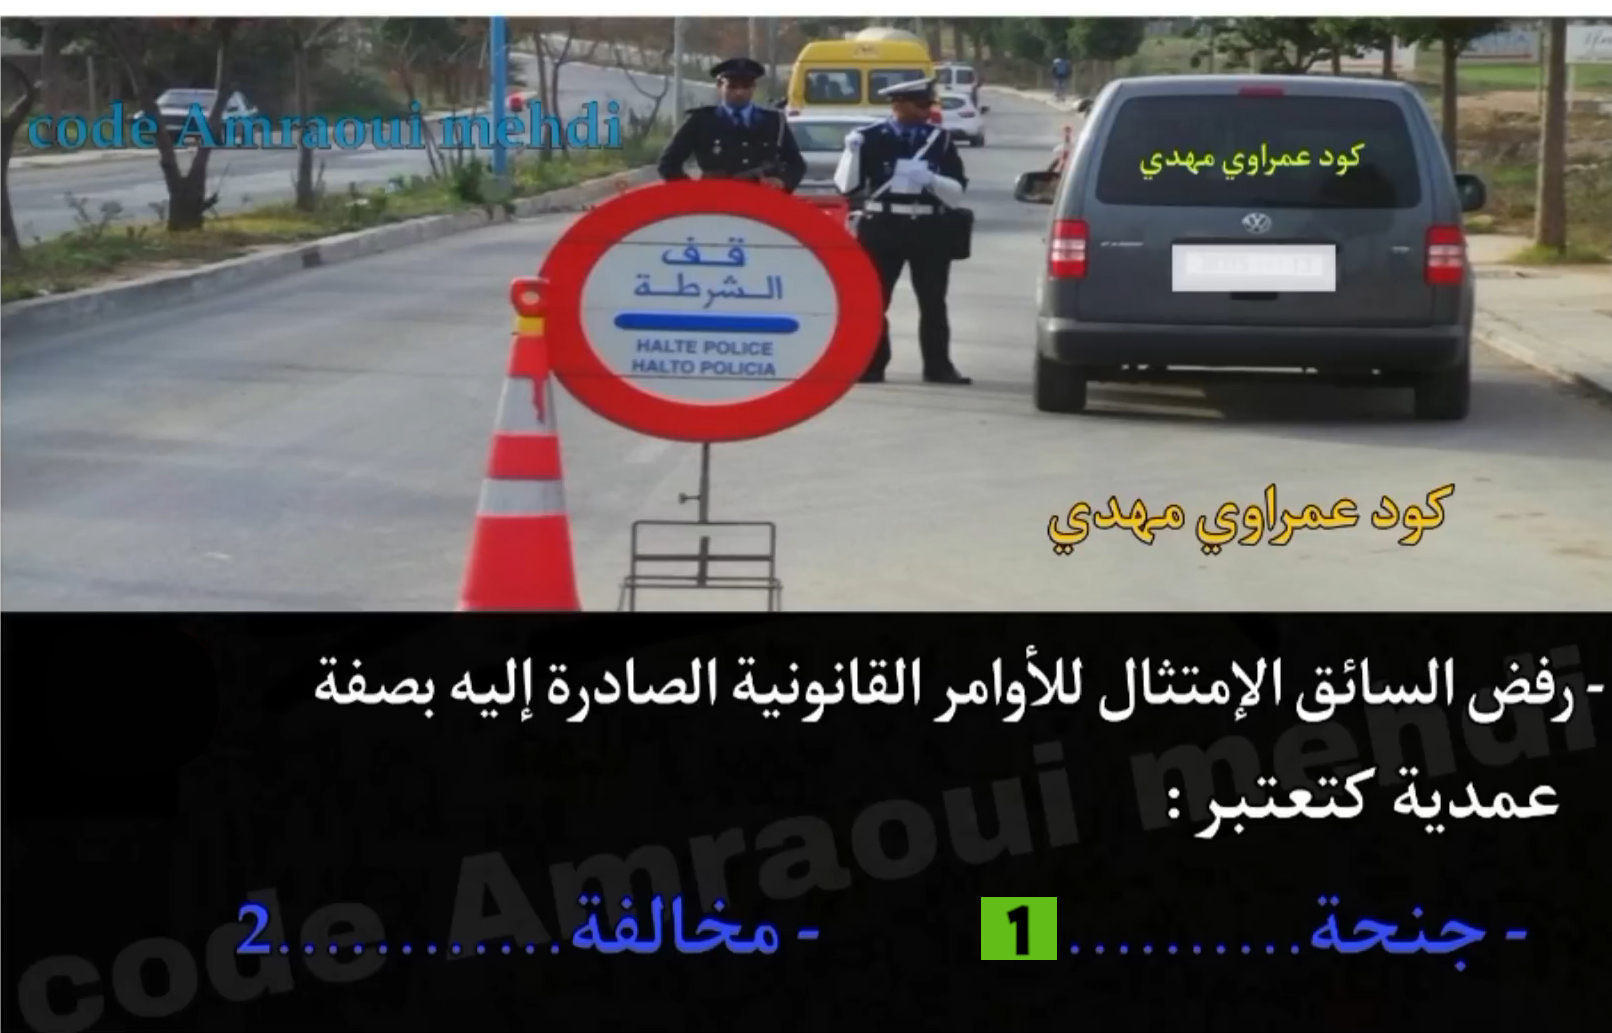 code Amraoui mehdi
كود عمراوي مهدي
قف
الشرطة
HALTE POLICE
HALTO POLICIA
كود عمراوي مهدي
- رفض السائق الإمتثال للأوامر القانونية الصادرة إليه بصفة
عمدية كتعتبر :
- جنحة..........1 - مخالفة............2
code Amraoui mehdi